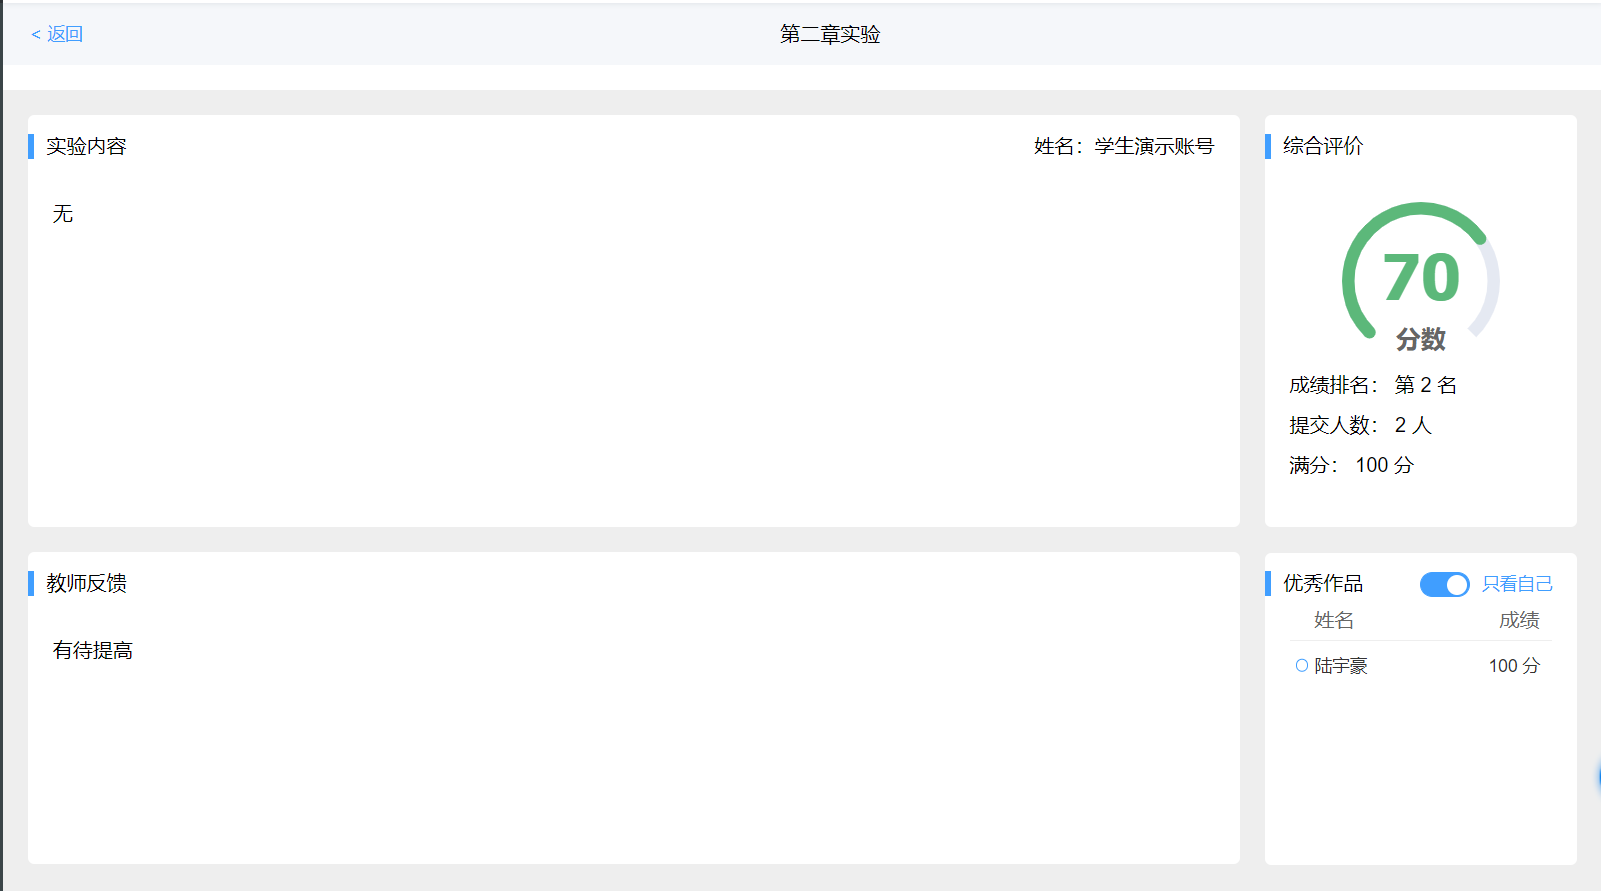 < 返回
第二章实验
实验内容
姓名：学生演示账号
无
综合评价
70
分数
成绩排名： 第 2 名
提交人数： 2 人
满分： 100 分
教师反馈
有待提高
优秀作品
只看自己
姓名 成绩
陆宇豪 100 分